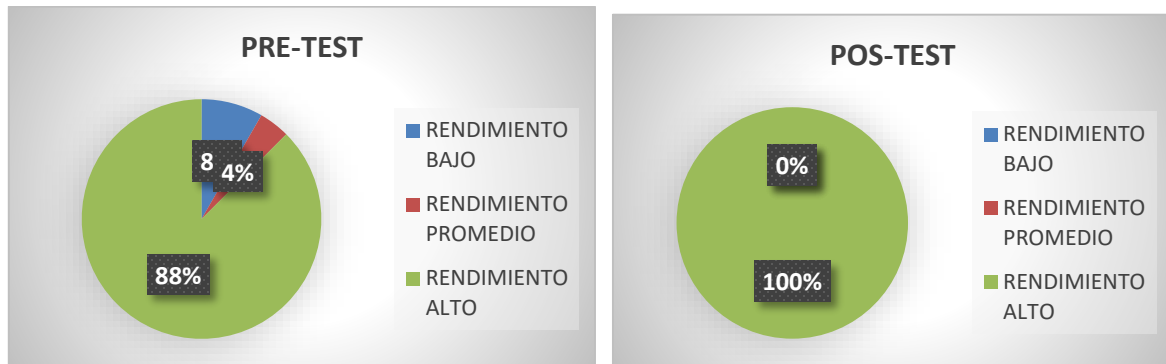 PRE-TEST
8
4%
88%
RENDIMIENTO
BAJO
RENDIMIENTO
PROMEDIO
RENDIMIENTO
ALTO
POS-TEST
0%
100%
RENDIMIENTO
BAJO
RENDIMIENTO
PROMEDIO
RENDIMIENTO
ALTO